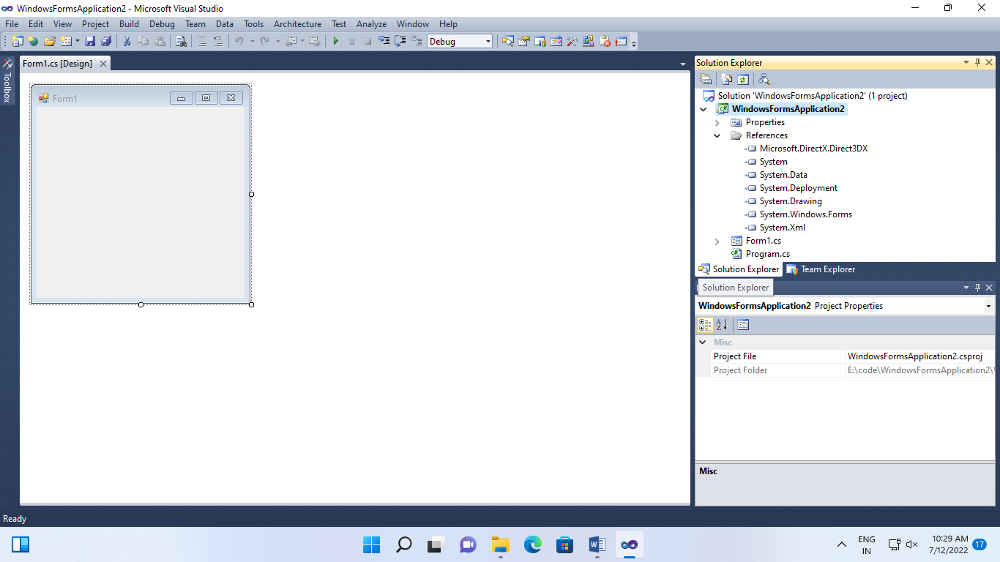 WindowsFormsApplication2 - Microsoft Visual Studio
File Edit View Project Build Debug Team Data Tools Architecture Test Analyze Window Help
Debug
Toolbox
Form1.cs [Design]
Form1
Solution Explorer
Solution 'WindowsFormsApplication2' (1 project)
WindowsFormsApplication2
Properties
References
Microsoft.DirectX.Direct3DX
System
System.Data
System.Deployment
System.Drawing
System.Windows.Forms
System.Xml
Form1.cs
Program.cs
Solution Explorer Team Explorer
Solution Explorer
WindowsFormsApplication2 Project Properties
Misc
Project File WindowsFormsApplication2.csproj
Project Folder E:\code\WindowsFormsApplication2\
Misc
Ready
ENG
IN
10:29 AM
7/12/2022
17